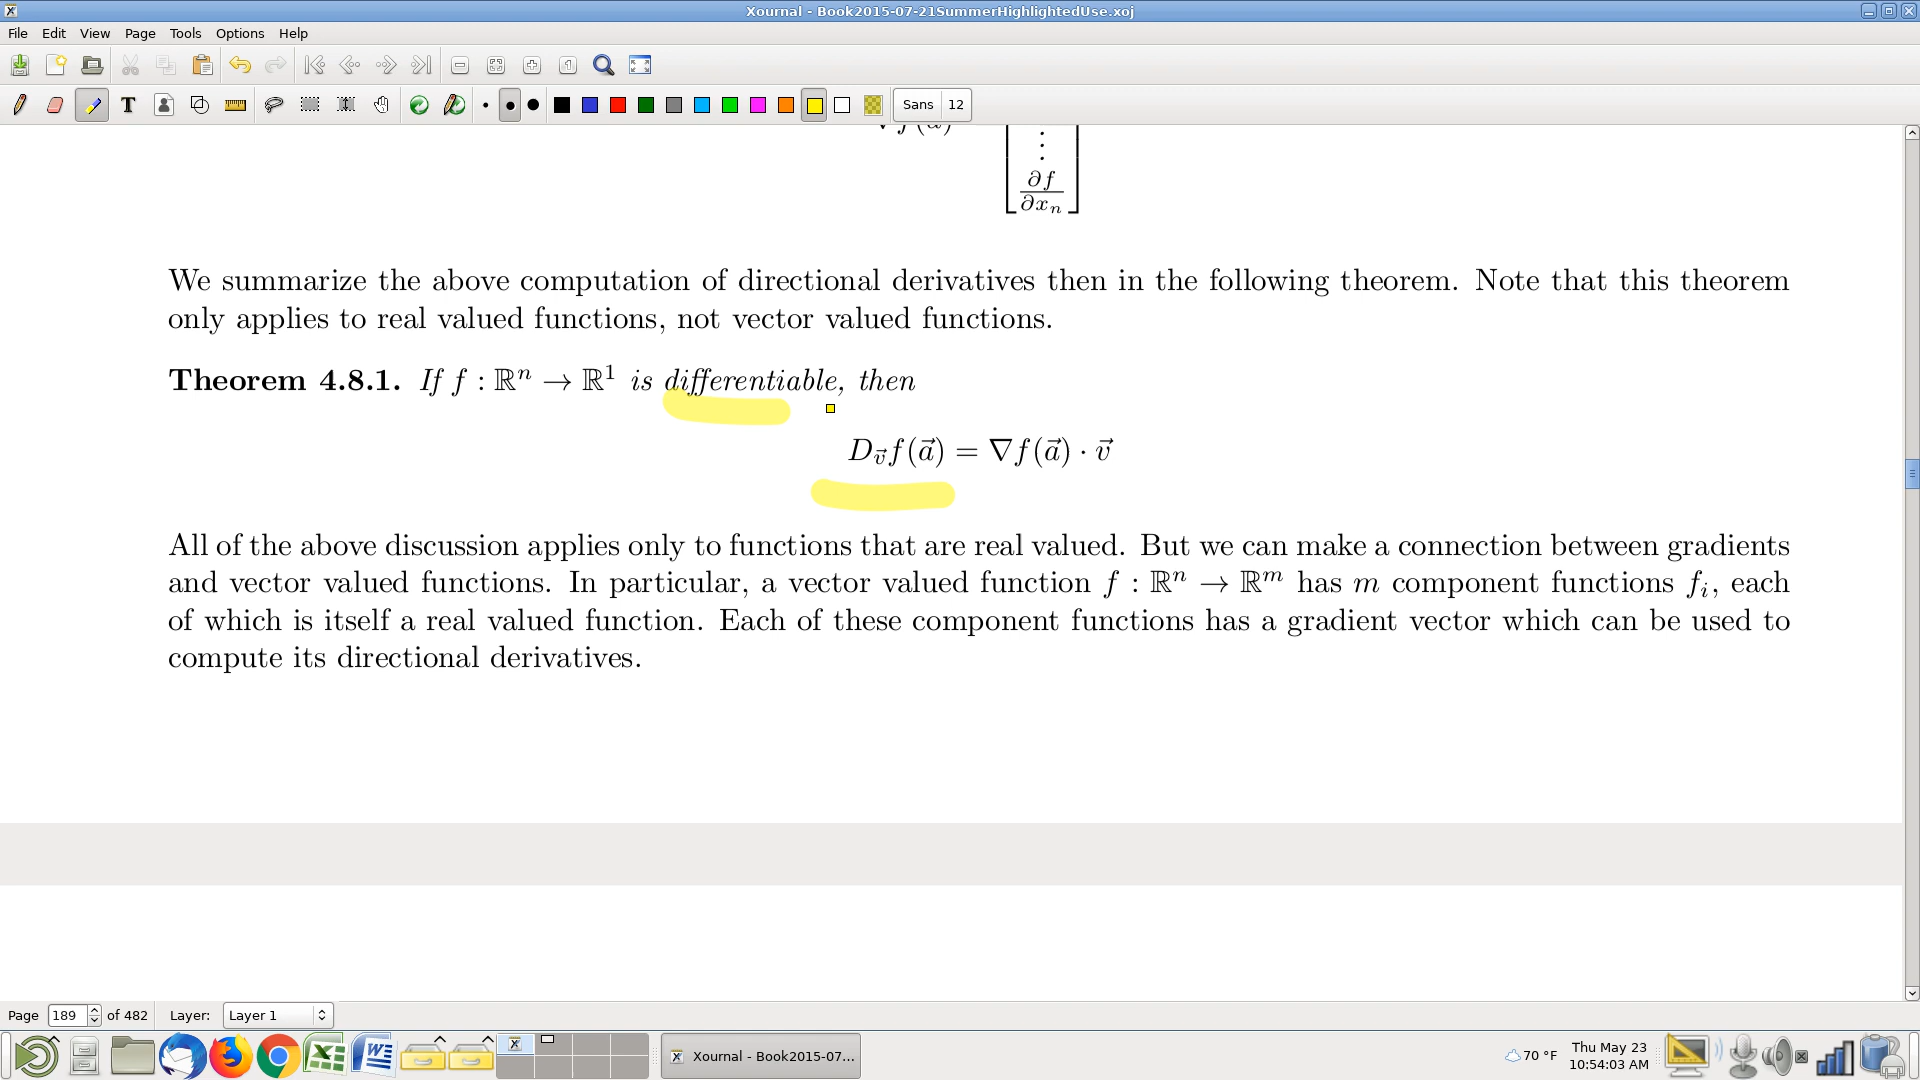 Xournal - Book2015-07-21SummerHighlightedUse.xoj
File Edit View Page Tools Options Help
Sans 12
∇f(a⃗)
⋮
∂f
∂xₙ
We summarize the above computation of directional derivatives then in the following theorem. Note that this theorem
only applies to real valued functions, not vector valued functions.
Theorem 4.8.1. If f : ℝⁿ → ℝ¹ is differentiable, then
D_v⃗ f(a⃗) = ∇f(a⃗) · v⃗
All of the above discussion applies only to functions that are real valued. But we can make a connection between gradients
and vector valued functions. In particular, a vector valued function f : ℝⁿ → ℝᵐ has m component functions fᵢ, each
of which is itself a real valued function. Each of these component functions has a gradient vector which can be used to
compute its directional derivatives.
Page 189 of 482 Layer: Layer 1
Xournal - Book2015-07...
70 °F
Thu May 23
10:54:03 AM